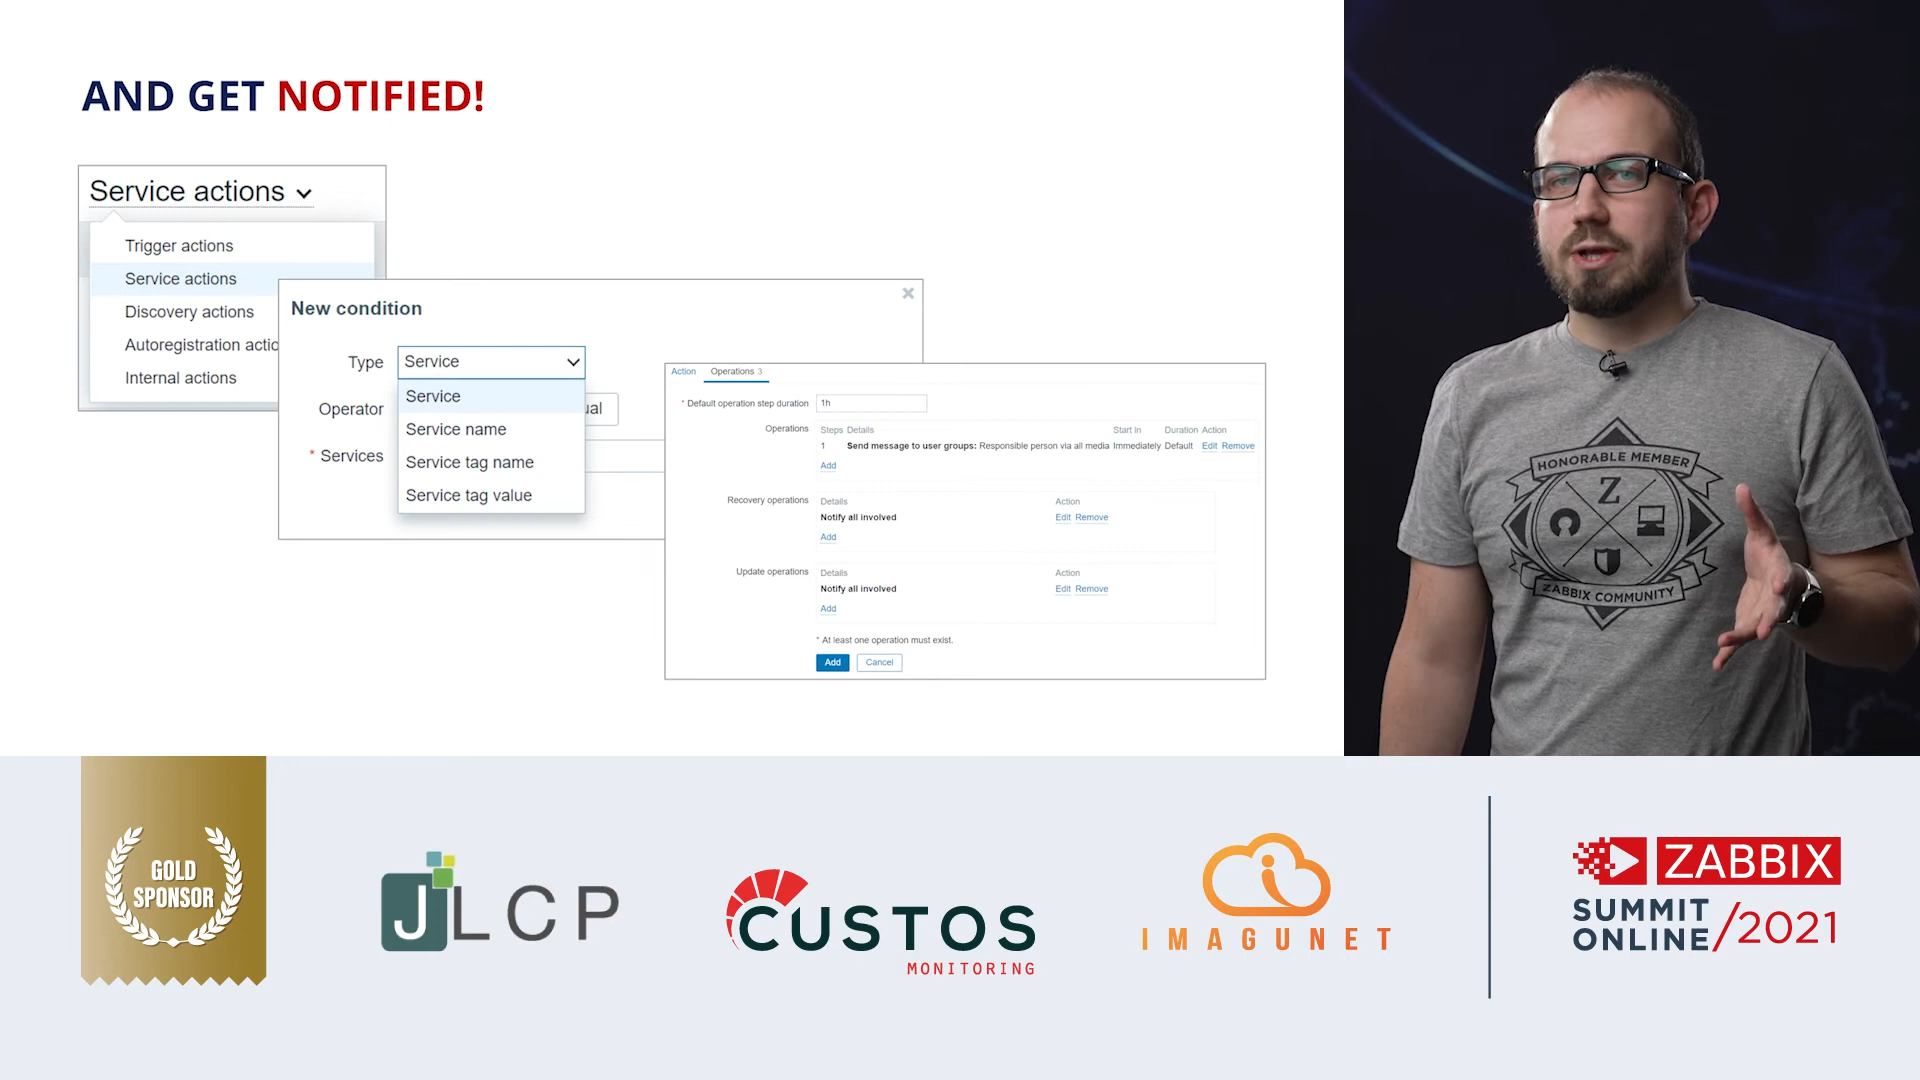 AND GET NOTIFIED!
Service actions
Trigger actions
Service actions
Discovery actions
Autoregistration actio
Internal actions
New condition
Type Service
Service
Service name
Service tag name
Service tag value
Operator ual
* Services
Action Operations 3
* Default operation step duration 1h
Operations Steps Details Start in Duration Action
1 Send message to user groups: Responsible person via all media Immediately Default Edit Remove
Add
Recovery operations Details Action
Notify all involved Edit Remove
Add
Update operations Details Action
Notify all involved Edit Remove
Add
* At least one operation must exist.
Add Cancel
HONORABLE MEMBER
Z
ZABBIX COMMUNITY
GOLD
SPONSOR
JLCP
CUSTOS
MONITORING
IMAGUNET
ZABBIX
SUMMIT
ONLINE/2021